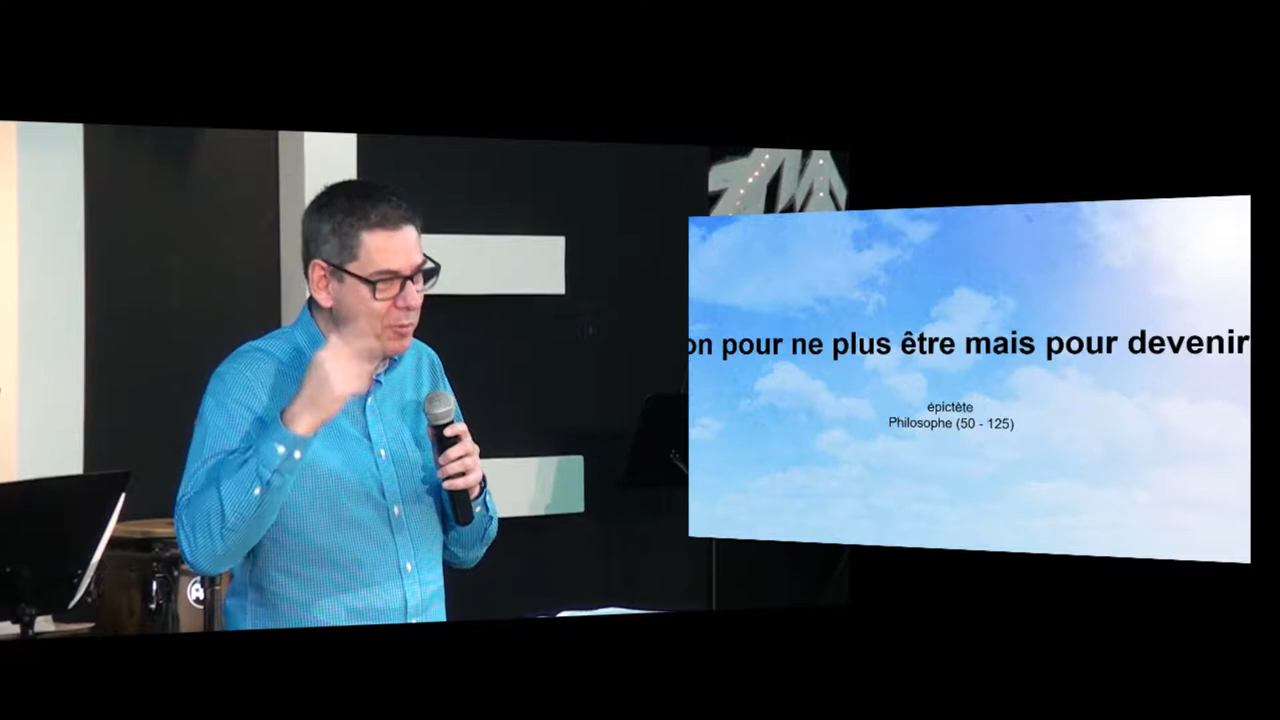 on pour ne plus être mais pour devenir
épictète
Philosophe (50 - 125)